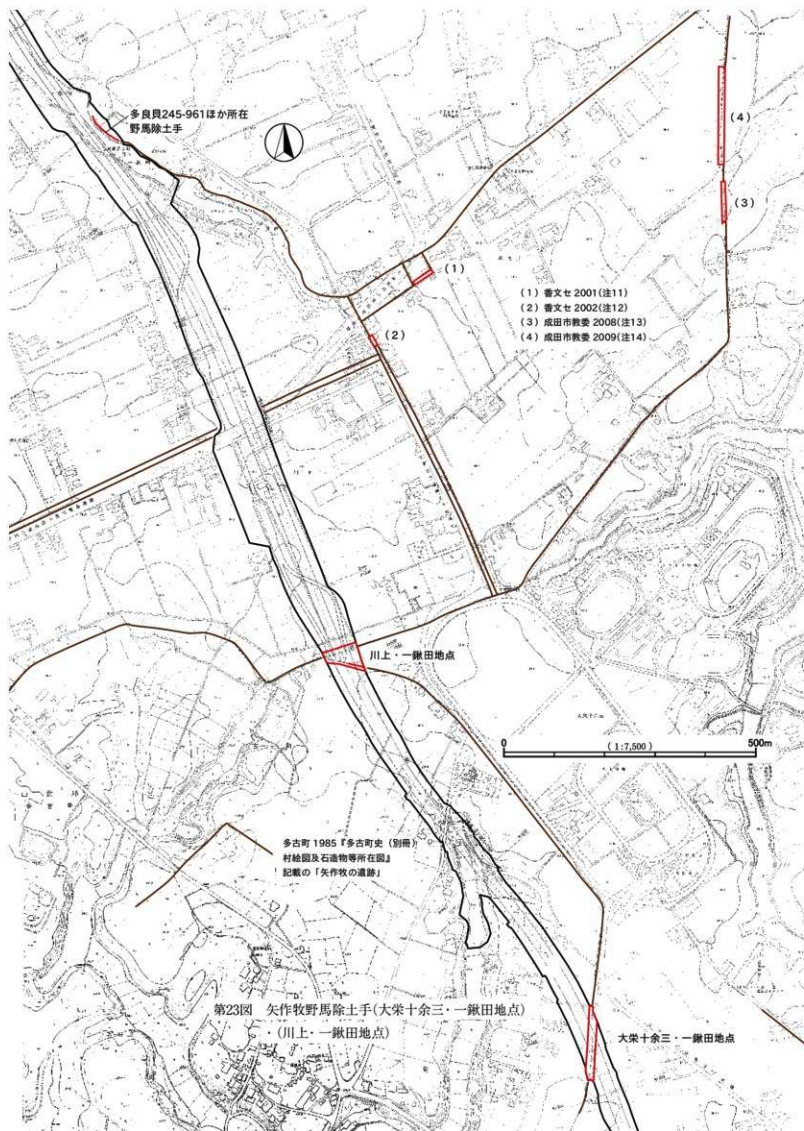 多良貝245-961ほか所在
野馬除土手
(4)
(3)
(1)
(2)
(1) 香文セ 2001(注11)
(2) 香文セ 2002(注12)
(3) 成田市教委 2008(注13)
(4) 成田市教委 2009(注14)
川上・一鍬田地点
0
(1:7,500)
500m
多古町 1985『多古町史 (別冊)
村絵図及石造物等所在図』
記載の「矢作牧の遺跡」
第23図 矢作牧野馬除土手(大栄十余三・一鍬田地点)
・(川上・一鍬田地点)
大栄十余三・一鍬田地点